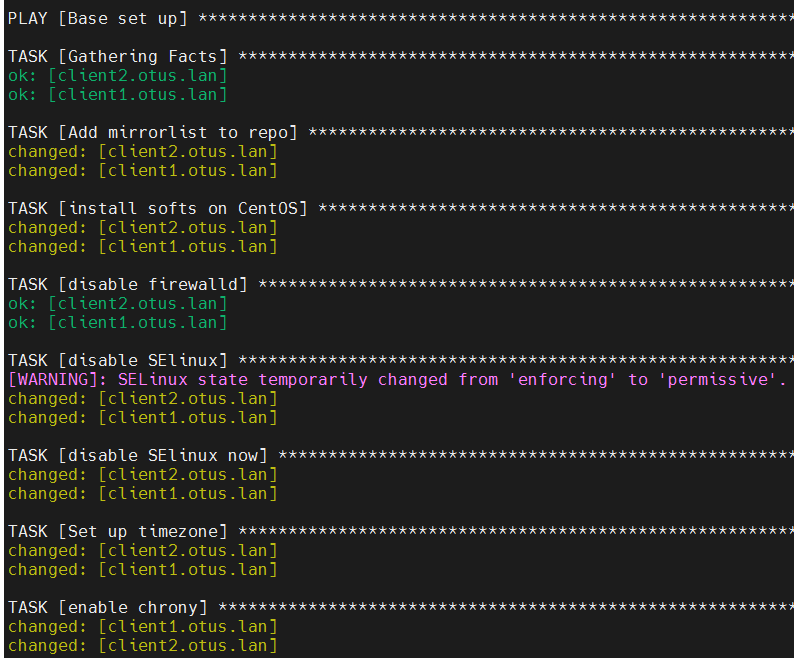 PLAY [Base set up] ************************************************************
TASK [Gathering Facts] ********************************************************
ok: [client2.otus.lan]
ok: [client1.otus.lan]
TASK [Add mirrorlist to repo] *************************************************
changed: [client2.otus.lan]
changed: [client1.otus.lan]
TASK [install softs on CentOS] ************************************************
changed: [client2.otus.lan]
changed: [client1.otus.lan]
TASK [disable firewalld] ******************************************************
ok: [client2.otus.lan]
ok: [client1.otus.lan]
TASK [disable SElinux] ********************************************************
[WARNING]: SELinux state temporarily changed from 'enforcing' to 'permissive'.
changed: [client2.otus.lan]
changed: [client1.otus.lan]
TASK [disable SElinux now] ****************************************************
changed: [client2.otus.lan]
changed: [client1.otus.lan]
TASK [Set up timezone] ********************************************************
changed: [client2.otus.lan]
changed: [client1.otus.lan]
TASK [enable chrony] **********************************************************
changed: [client1.otus.lan]
changed: [client2.otus.lan]